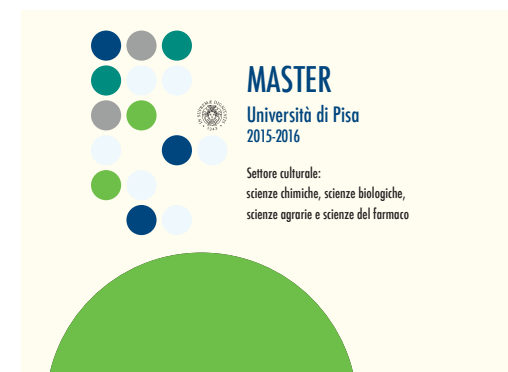 MASTER
Università di Pisa
2015-2016
Settore culturale:
scienze chimiche, scienze biologiche,
scienze agrarie e scienze del farmaco